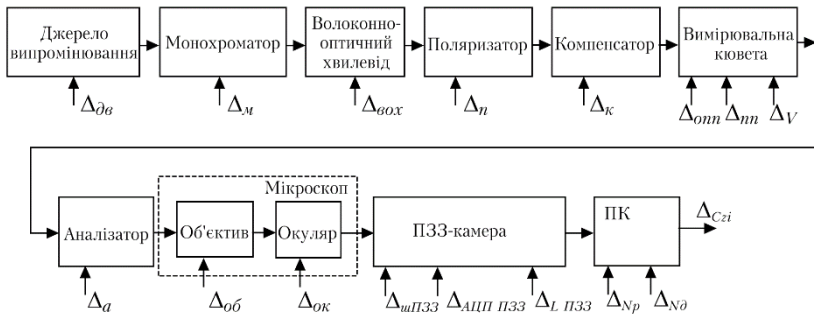 Джерело
випромінювання
Монохроматор
Волоконно-
оптичний
хвилевід
Поляризатор
Компенсатор
Вимірювальна
кювета
Δдв
Δм
Δвох
Δп
Δк
Δопп
Δпп
ΔV
Аналізатор
Мікроскоп
Об'єктив
Окуляр
ПЗЗ-камера
ПК
ΔCгі
Δа
Δоб
Δок
ΔшПЗЗ
ΔАЦП ПЗЗ
ΔL ПЗЗ
ΔNр
ΔNд